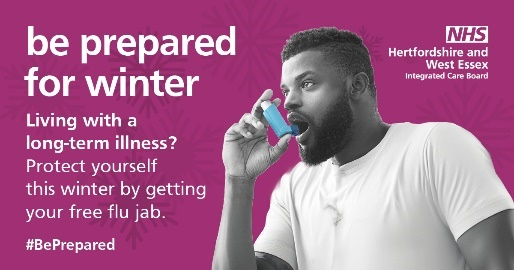 be prepared
for winter
Living with a
long-term illness?
Protect yourself
this winter by getting
your free flu jab.
#BePrepared
NHS
Hertfordshire and
West Essex
Integrated Care Board